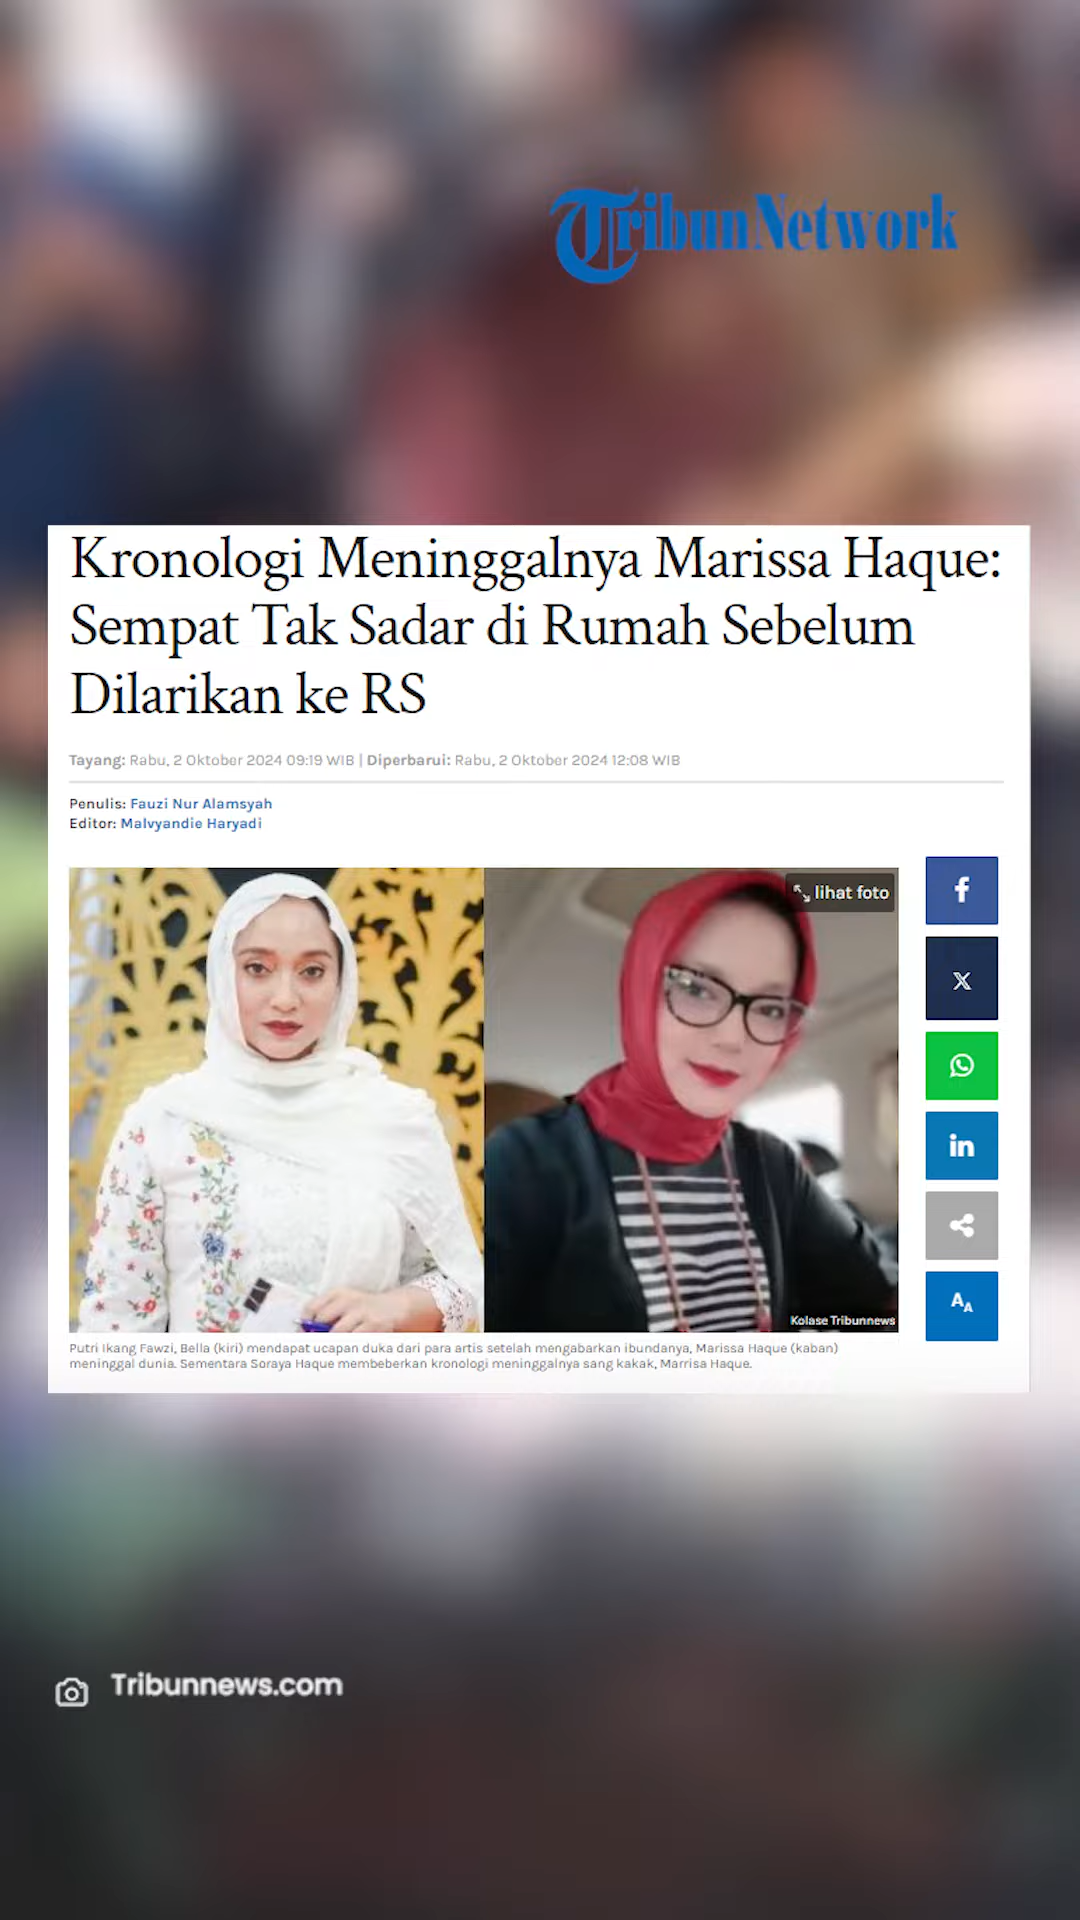 TribunNetwork
Kronologi Meninggalnya Marissa Haque:
Sempat Tak Sadar di Rumah Sebelum
Dilarikan ke RS
Tayang: Rabu, 2 Oktober 2024 09:19 WIB | Diperbarui: Rabu, 2 Oktober 2024 12:08 WIB
Penulis: Fauzi Nur Alamsyah
Editor: Malvyandie Haryadi
lihat foto
Kolase Tribunnews
Putri Ikang Fawzi, Bella (kiri) mendapat ucapan duka dari para artis setelah mengabarkan ibundanya, Marissa Haque (kaban)
meninggal dunia. Sementara Soraya Haque membeberkan kronologi meninggalnya sang kakak, Marrisa Haque.
f
X
in
AA
Tribunnews.com